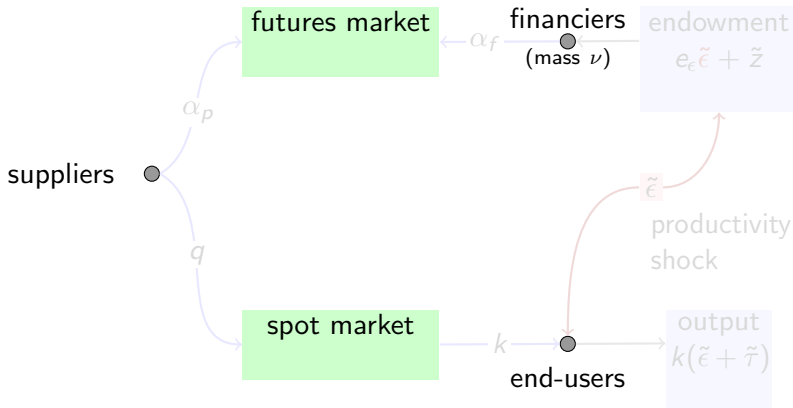 futures market
financiers
(mass ν)
α_f
endowment
e_ϵ ϵ̃ + z̃
α_p
suppliers
ϵ̃
productivity
shock
q
spot market
k
end-users
output
k(ϵ̃ + τ̃)